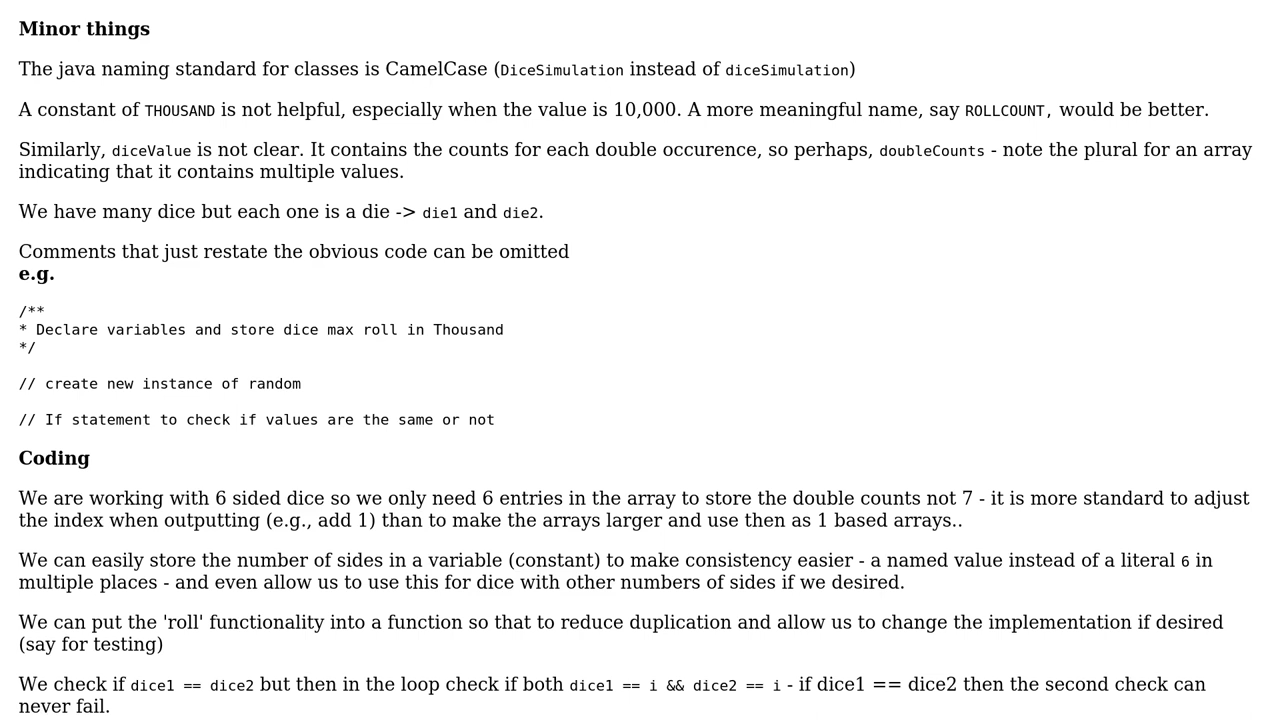 Minor things
The java naming standard for classes is CamelCase (DiceSimulation instead of diceSimulation)
A constant of THOUSAND is not helpful, especially when the value is 10,000. A more meaningful name, say ROLLCOUNT, would be better.
Similarly, diceValue is not clear. It contains the counts for each double occurence, so perhaps, doubleCounts - note the plural for an array
indicating that it contains multiple values.
We have many dice but each one is a die -> die1 and die2.
Comments that just restate the obvious code can be omitted
e.g.
/**
* Declare variables and store dice max roll in Thousand
*/
// create new instance of random
// If statement to check if values are the same or not
Coding
We are working with 6 sided dice so we only need 6 entries in the array to store the double counts not 7 - it is more standard to adjust
the index when outputting (e.g., add 1) than to make the arrays larger and use then as 1 based arrays..
We can easily store the number of sides in a variable (constant) to make consistency easier - a named value instead of a literal 6 in
multiple places - and even allow us to use this for dice with other numbers of sides if we desired.
We can put the 'roll' functionality into a function so that to reduce duplication and allow us to change the implementation if desired
(say for testing)
We check if dice1 == dice2 but then in the loop check if both dice1 == i && dice2 == i - if dice1 == dice2 then the second check can
never fail.